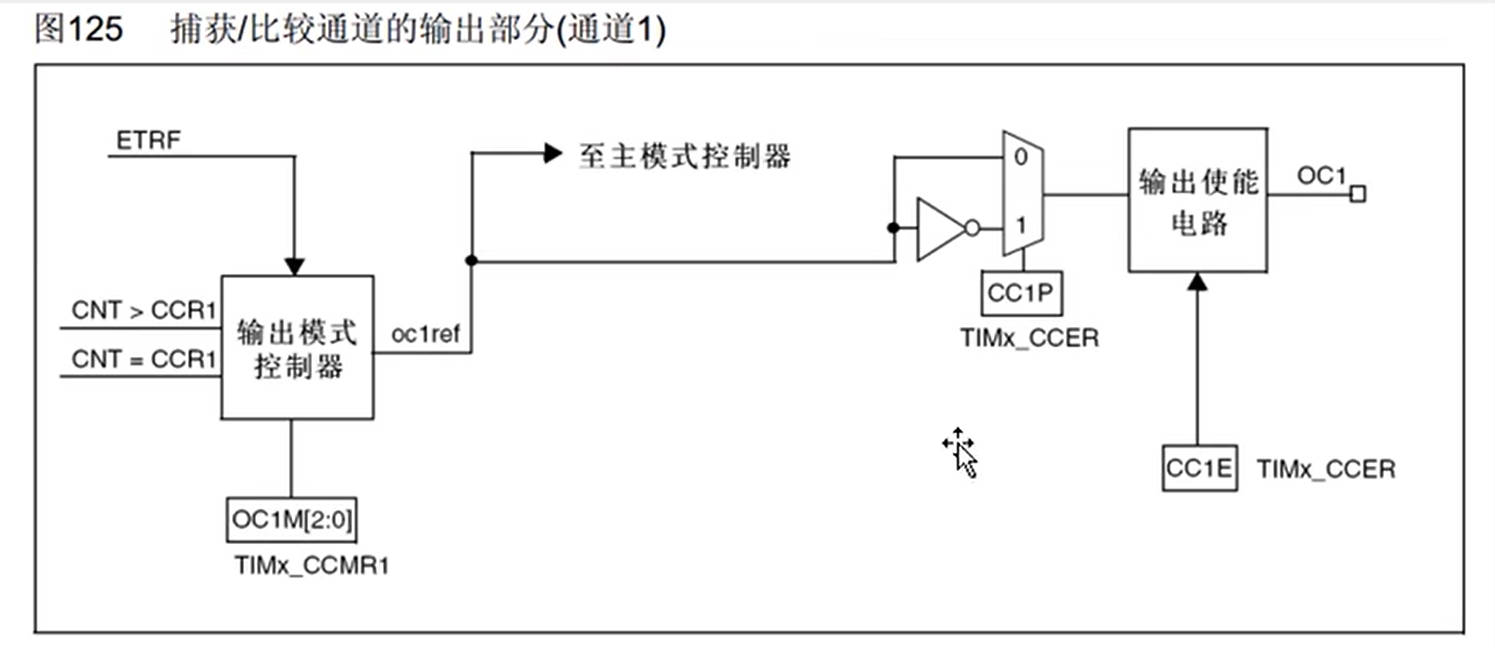 图125 捕获/比较通道的输出部分(通道1)
ETRF
至主模式控制器
0
输出使能
电路
OC1
1
CNT > CCR1
CNT = CCR1
输出模式
控制器
oc1ref
CC1P
TIMx_CCER
CC1E
TIMx_CCER
OC1M[2:0]
TIMx_CCMR1